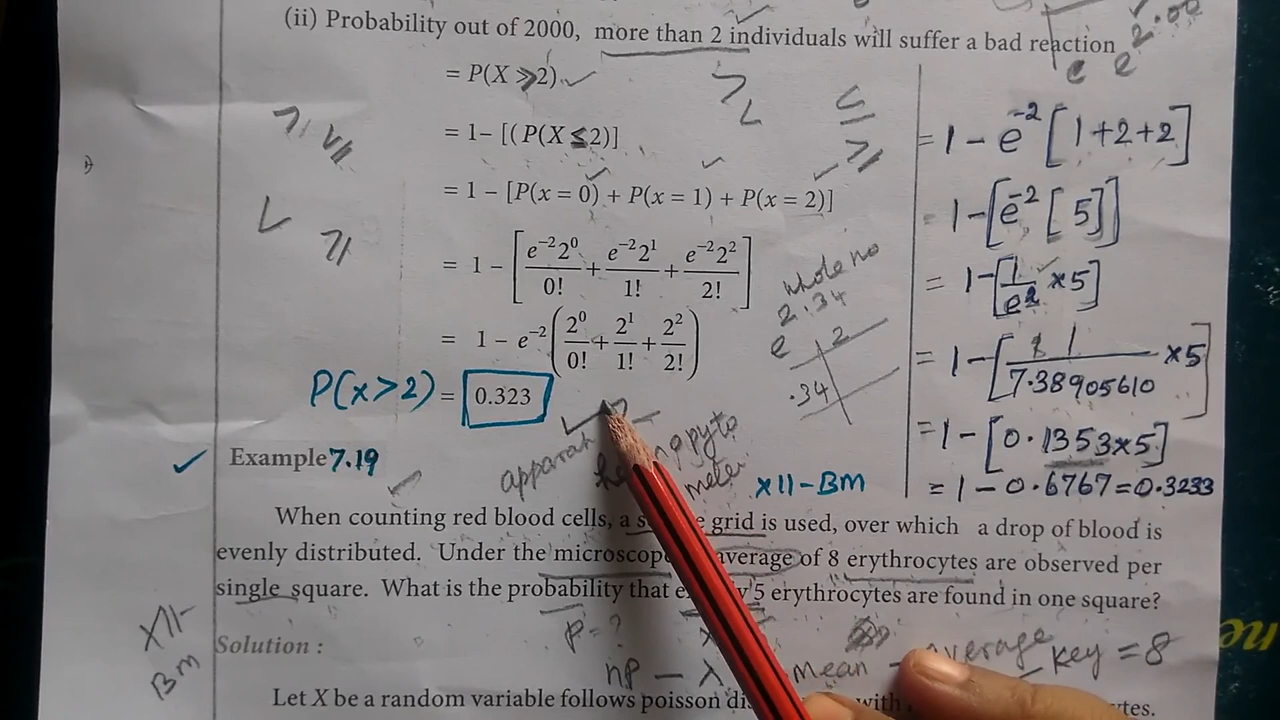 (ii) Probability out of 2000, more than 2 individuals will suffer a bad reaction
= P(X > 2)
= 1– [(P(X ≤ 2)]
= 1 – [P(x = 0) + P(x = 1) + P(x = 2)]
= 1 – [e⁻²2⁰/0! + e⁻²2¹/1! + e⁻²2²/2!]
= 1 – e⁻²(2⁰/0! + 2¹/1! + 2²/2!)
P(x>2) = 0.323
2.00
e e
= 1 - e⁻² [1+2+2]
= 1-[e⁻² [5]]
= 1-[1/e² ×5]
= 1-[1/7.38905610 ×5]
= 1-[0.1353×5]
= 1-0.6767=0.3233
whole no
2.34
e 2
.34
meter
Example 7.19
XII-BM
When counting red blood cells, a grid is used, over which a drop of blood is
evenly distributed. Under the average of 8 erythrocytes are observed per
single square. What is the probability that 5 erythrocytes are found in one square?
P=?
XII-
BM
Solution :
np - λ Mean - average key = 8
Let X be a random variable follows poisson with